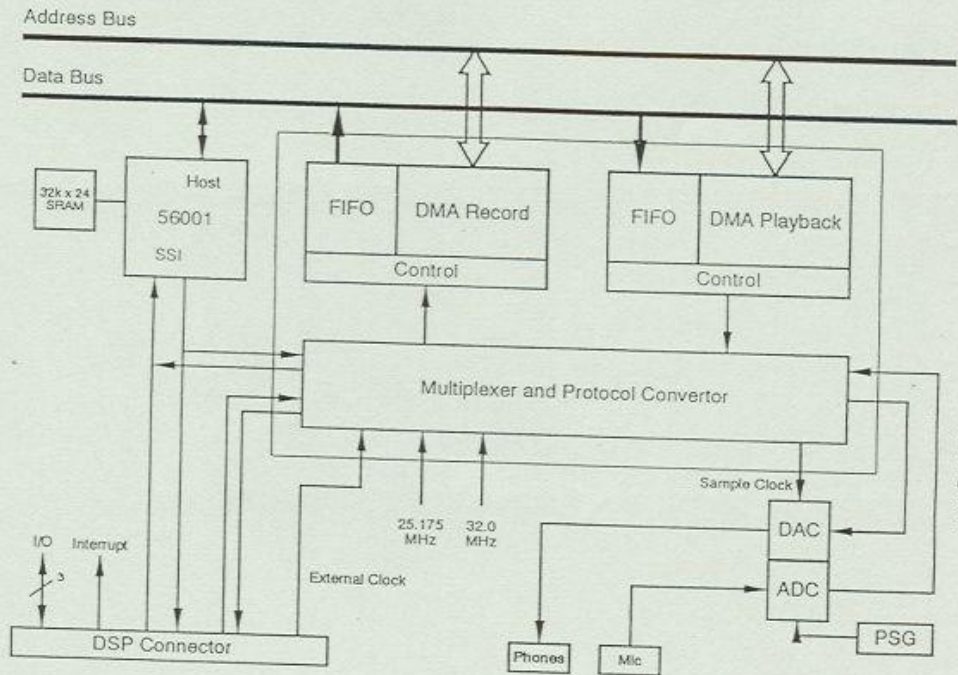 Address Bus
Data Bus
Host
56001
SSI
32k x 24
SRAM
FIFO
DMA Record
Control
FIFO
DMA Playback
Control
Multiplexer and Protocol Convertor
Sample Clock
25.175
MHz
32.0
MHz
DAC
ADC
I/O
3
Interrupt
External Clock
DSP Connector
Phones
Mic
PSG